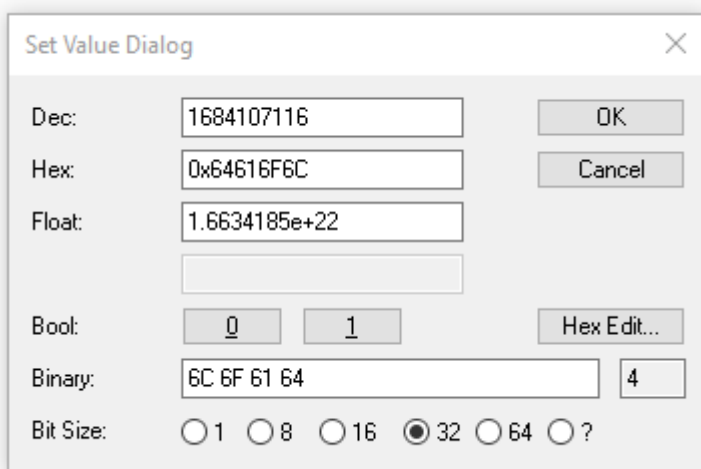 Set Value Dialog
Dec: 1684107116 OK
Hex: 0x64616F6C Cancel
Float: 1.6634185e+22
Bool: 0 1 Hex Edit...
Binary: 6C 6F 61 64 4
Bit Size: 1 8 16 32 64 ?